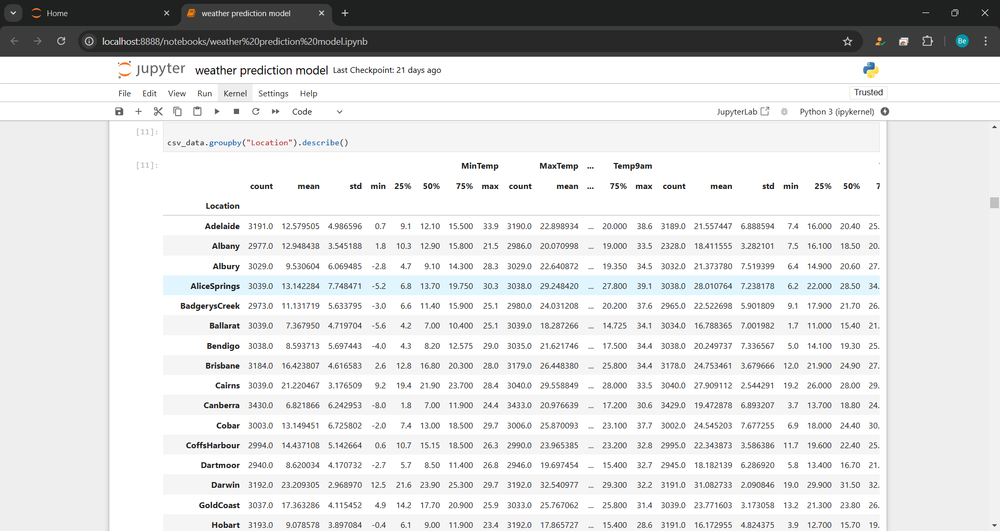 Home
weather prediction model
localhost:8888/notebooks/weather%20prediction%20model.ipynb
Be
jupyter weather prediction model Last Checkpoint: 21 days ago
File Edit View Run Kernel Settings Help Trusted
Code JupyterLab Python 3 (ipykernel)
[11]:
csv_data.groupby("Location").describe()
[11]:
MinTemp MaxTemp ... Temp9am
count mean std min 25% 50% 75% max count mean ... 75% max count mean std min 25% 50% 7
Location
Adelaide 3191.0 12.579505 4.986596 0.7 9.1 12.10 15.500 33.9 3190.0 22.898934 ... 20.000 38.6 3189.0 21.557447 6.888594 7.4 16.000 20.40 25.
Albany 2977.0 12.948438 3.545188 1.8 10.3 12.90 15.800 21.5 2986.0 20.070998 ... 19.000 33.5 2328.0 18.411555 3.282101 7.5 16.100 18.50 20.
Albury 3029.0 9.530604 6.069485 -2.8 4.7 9.10 14.300 28.3 3029.0 22.640872 ... 19.350 34.5 3032.0 21.373780 7.519399 6.4 14.900 20.60 27.
AliceSprings 3039.0 13.142284 7.748471 -5.2 6.8 13.70 19.750 30.3 3038.0 29.248420 ... 27.800 39.1 3038.0 28.010764 7.238178 6.2 22.000 28.50 34.
BadgerysCreek 2973.0 11.131719 5.633795 -3.0 6.6 11.40 15.900 25.1 2980.0 24.031208 ... 20.200 37.6 2965.0 22.522698 5.901809 9.1 17.900 21.70 26.
Ballarat 3039.0 7.367950 4.719704 -5.6 4.2 7.00 10.400 25.1 3039.0 18.287266 ... 14.725 34.1 3034.0 16.788365 7.001982 1.7 11.000 15.40 21.
Bendigo 3038.0 8.593713 5.697443 -4.0 4.3 8.20 12.575 29.0 3035.0 21.621746 ... 17.500 34.4 3038.0 20.249737 7.336567 5.0 14.100 19.30 25.
Brisbane 3184.0 16.423807 4.616583 2.6 12.8 16.80 20.300 28.0 3179.0 26.448380 ... 25.800 34.4 3178.0 24.753461 3.679666 12.0 21.900 24.90 27.
Cairns 3039.0 21.220467 3.176509 9.2 19.4 21.90 23.700 28.4 3040.0 29.558849 ... 28.000 33.5 3040.0 27.909112 2.544291 19.2 26.000 28.00 29.
Canberra 3430.0 6.821866 6.242953 -8.0 1.8 7.00 11.900 24.4 3433.0 20.976639 ... 17.200 30.6 3429.0 19.472878 6.893207 3.7 13.700 18.80 24.
Cobar 3003.0 13.149451 6.725802 -2.0 7.4 13.00 18.500 29.7 3006.0 25.870093 ... 23.100 37.7 3002.0 24.545203 7.677255 6.9 18.000 24.40 30.
CoffsHarbour 2994.0 14.437108 5.142664 0.6 10.7 15.15 18.500 26.3 2990.0 23.965385 ... 23.200 32.8 2995.0 22.343873 3.586386 11.7 19.600 22.40 25.
Dartmoor 2940.0 8.620034 4.170732 -2.7 5.7 8.50 11.400 26.8 2946.0 19.697454 ... 15.400 32.7 2945.0 18.182139 6.286920 5.8 13.400 16.70 21.
Darwin 3192.0 23.209305 2.968970 12.5 21.6 23.90 25.300 29.7 3192.0 32.540977 ... 29.300 32.2 3191.0 31.082733 2.090846 19.0 29.900 31.50 32.
GoldCoast 3037.0 17.363286 4.115452 4.9 14.2 17.70 20.900 25.9 3033.0 25.767062 ... 25.800 31.4 3039.0 23.771603 3.173058 13.2 21.300 23.80 26.
Hobart 3193.0 9.078578 3.897084 -0.4 6.1 9.00 11.900 23.4 3192.0 17.865727 ... 15.400 28.6 3191.0 16.172955 4.824375 3.9 12.700 15.70 19.